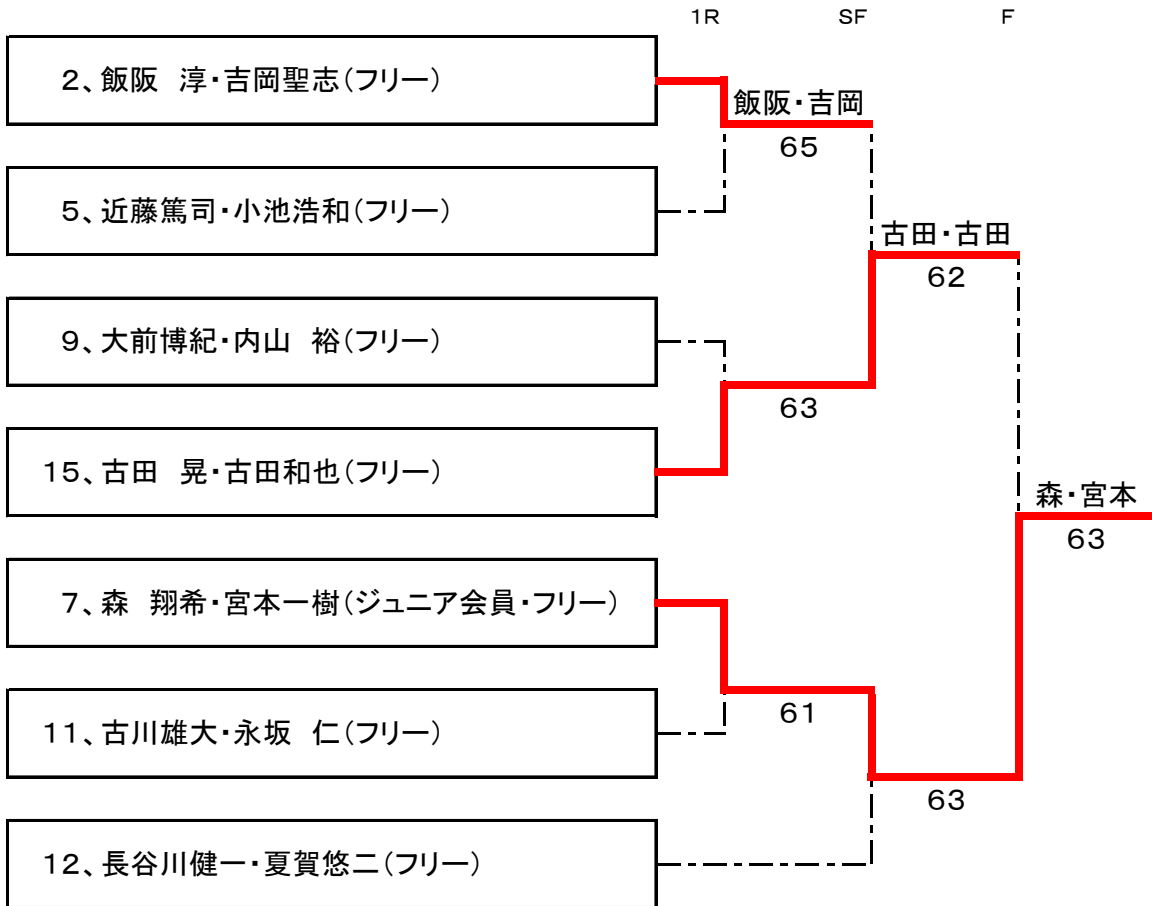 1R SF F
2、飯阪　淳・吉岡聖志(フリー)
飯阪・吉岡
65
5、近藤篤司・小池浩和(フリー)
古田・古田
62
9、大前博紀・内山　裕(フリー)
63
15、古田　晃・古田和也(フリー)
森・宮本
63
7、森　翔希・宮本一樹(ジュニア会員・フリー)
61
11、古川雄大・永坂　仁(フリー)
63
12、長谷川健一・夏賀悠二(フリー)